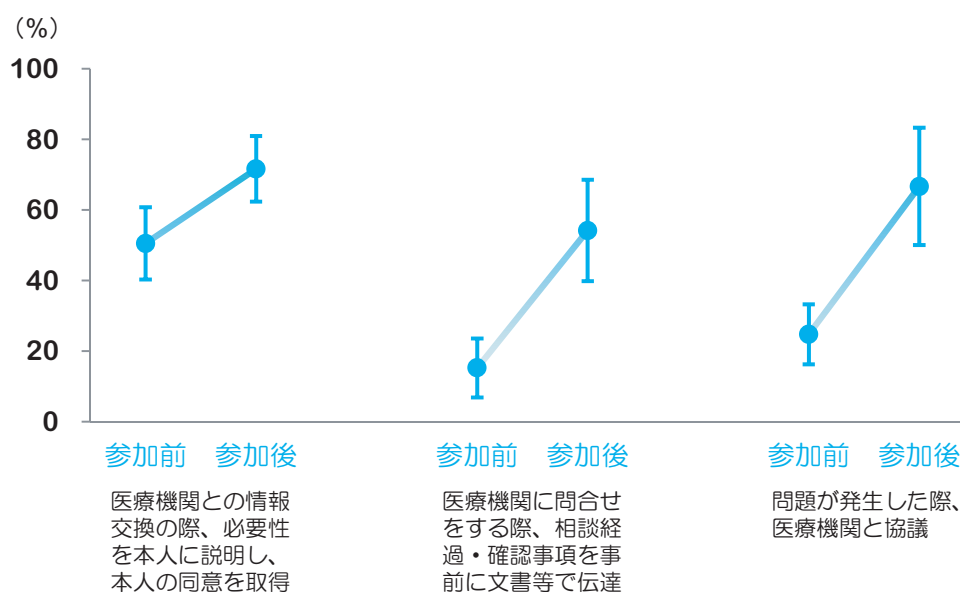 （%）
100
80
60
40
20
0
参加前 参加後 参加前 参加後 参加前 参加後
医療機関との情報
交換の際、必要性
を本人に説明し、
本人の同意を取得
医療機関に問合せ
をする際、相談経
過・確認事項を事
前に文書等で伝達
問題が発生した際、
医療機関と協議